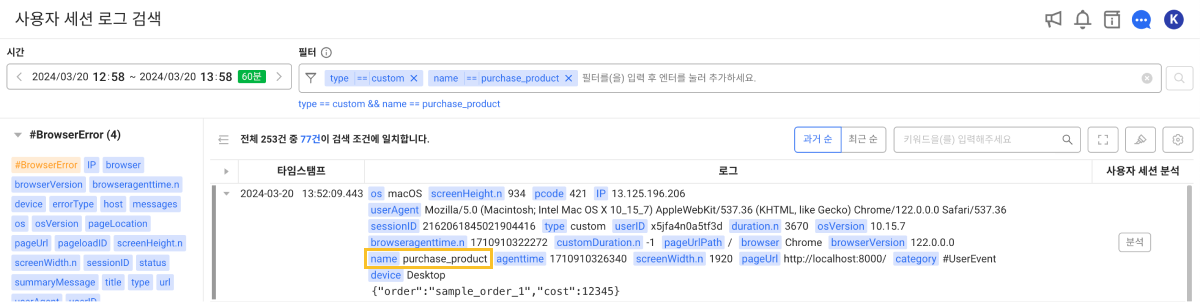 사용자 세션 로그 검색
K
시간
필터
2024/03/20 12:58 ~ 2024/03/20 13:58 60분
type == custom name == purchase_product 필터를(을) 입력 후 엔터를 눌러 추가하세요.
type == custom && name == purchase_product
#BrowserError (4)
#BrowserError IP browser
browserVersion browseragenttime.n
device errorType host messages
os osVersion pageLocation
pageUrl pageloadID screenHeight.n
screenWidth.n sessionID status
summaryMessage title type url
userAgent userID
전체 253건 중 77건이 검색 조건에 일치합니다.
과거 순 최근 순 키워드음(를) 입력해주세요
타임스탬프 로그 사용자 세션 분석
2024-03-20 13:52:09.443 os macOS screenHeight.n 934 pcode 421 IP 13.125.196.206
userAgent Mozilla/5.0 (Macintosh; Intel Mac OS X 10_15_7) AppleWebKit/537.36 (KHTML, like Gecko) Chrome/122.0.0.0 Safari/537.36
sessionID 2162061845021904416 type custom userID x5jfa4n0a5tf3d duration.n 3670 osVersion 10.15.7
browseragenttime.n 1710910322272 customDuration.n -1 pageUrlPath / browser Chrome browserVersion 122.0.0.0
name purchase_product agenttime 1710910326340 screenWidth.n 1920 pageUrl http://localhost:8000/ category #UserEvent
device Desktop
{"order":"sample_order_1","cost":12345}
분석